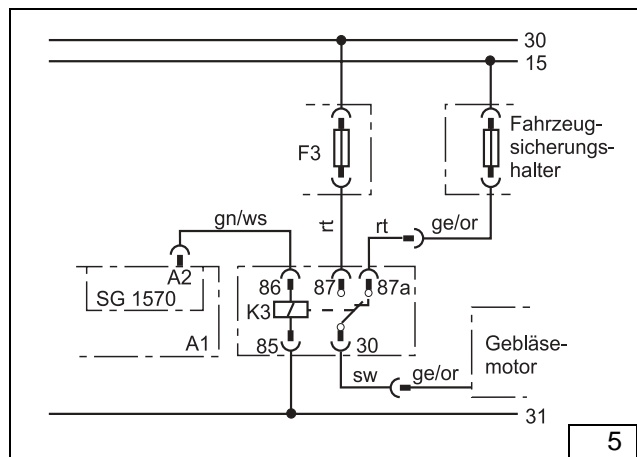 30
15
F3
Fahrzeug-
sicherungs-
halter
gn/ws
rt
rt
ge/or
A2
SG 1570
A1
86
87
87a
K3
85
30
Gebläse-
motor
sw
ge/or
31
5